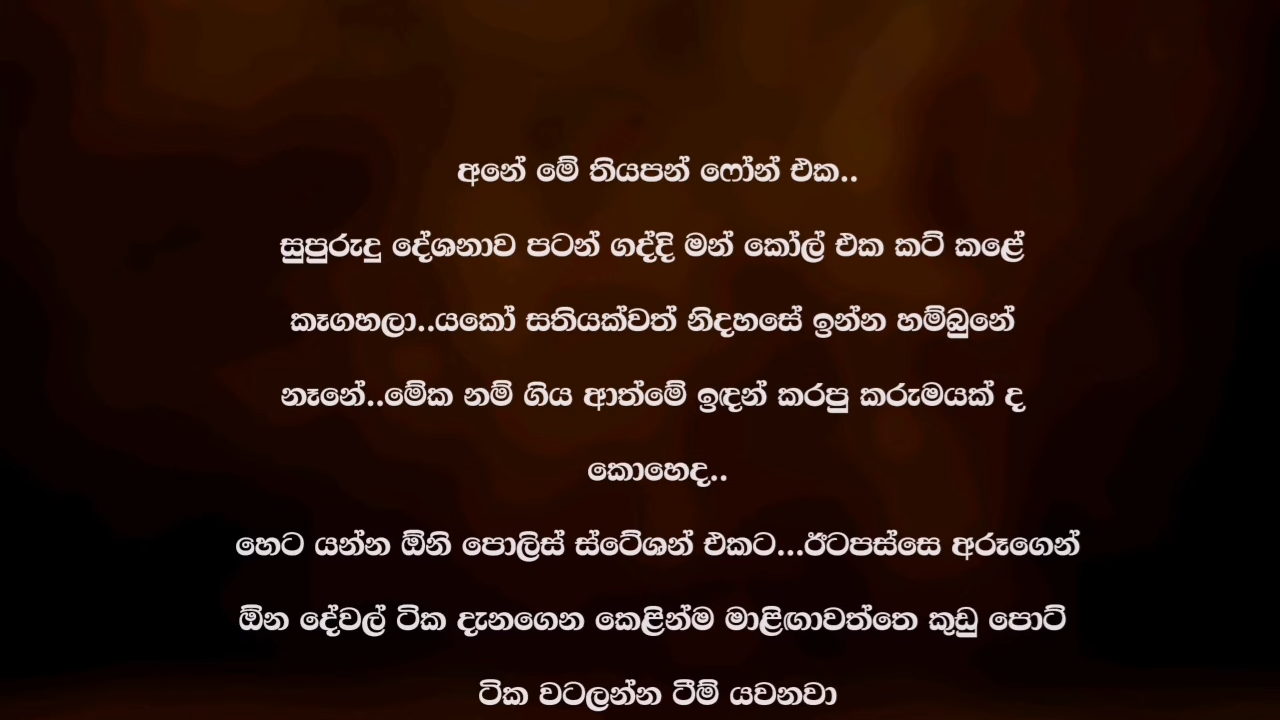 අනේ මේ තියපන් ෆෝන් එක..
සුපුරුදු දේශනාව පටන් ගද්දි මන් කෝල් එක කට් කළේ
කෑගහලා..යකෝ සතියක්වත් නිදහසේ ඉන්න හම්බුනේ
නෑනේ..මේක නම් ගිය ආත්මේ ඉඳන් කරපු කරුමයක් ද
කොහෙද..
හෙට යන්න ඕනි පොලිස් ස්ටේශන් එකට...ඊටපස්සෙ අරූගෙන්
ඕන දේවල් ටික දැනගෙන කෙළින්ම මාළිඟාවත්තෙ කුඩු පොට්
ටික වටලන්න ටීම් යවනවා